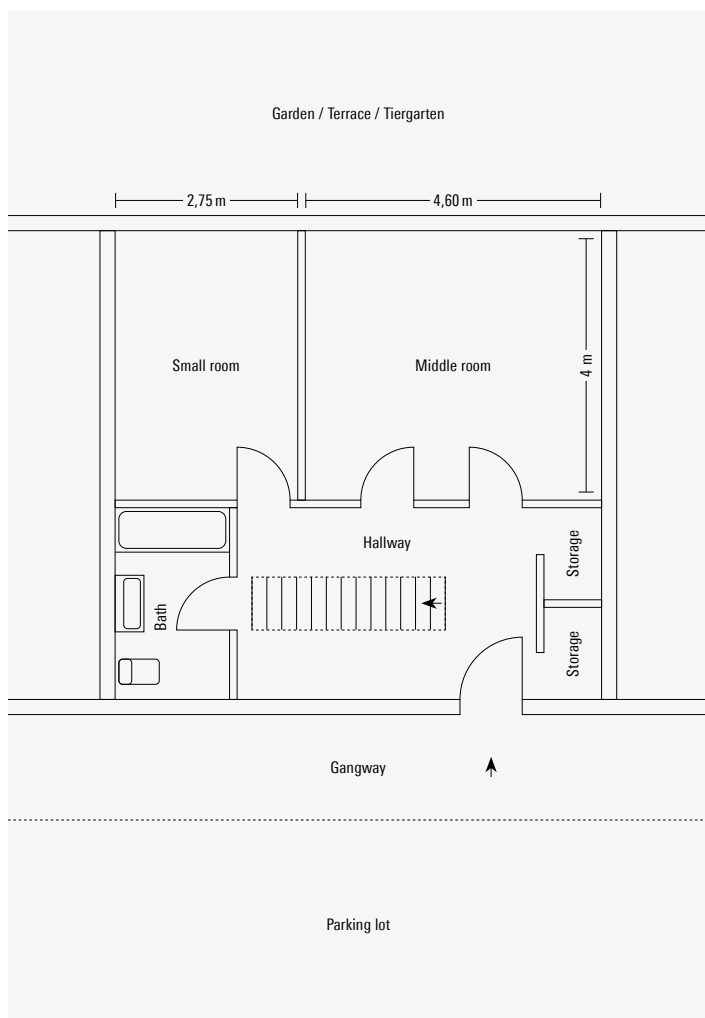 Garden / Terrace / Tiergarten
2,75 m
4,60 m
Small room
Middle room
4 m
Hallway
Storage
Bath
Storage
Gangway
Parking lot